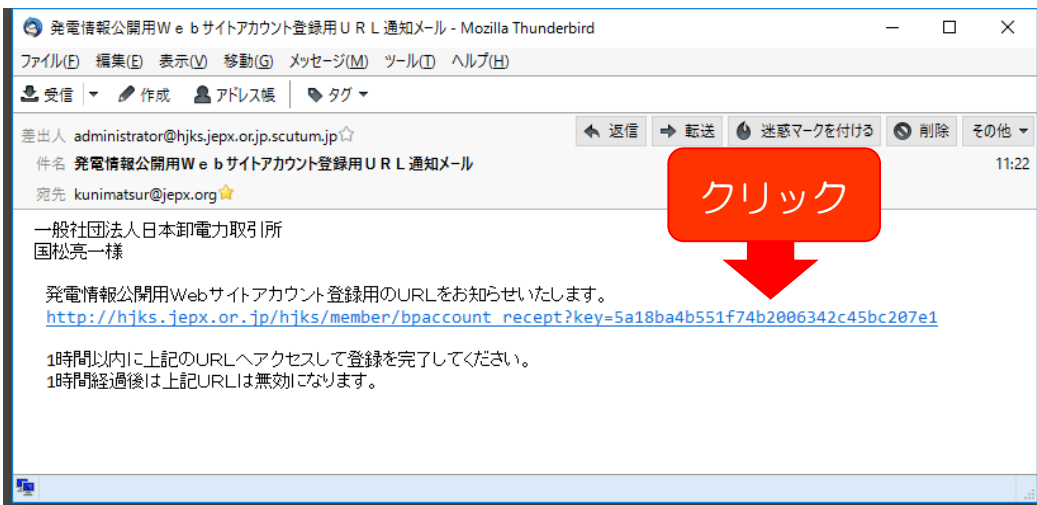 発電情報公開用Ｗｅｂサイトアカウント登録用ＵＲＬ通知メール - Mozilla Thunderbird
ファイル(F) 編集(E) 表示(V) 移動(G) メッセージ(M) ツール(T) ヘルプ(H)
受信 作成 アドレス帳 タグ
差出人 administrator@hjks.jepx.or.jp.scutum.jp 返信 転送 迷惑マークを付ける 削除 その他
件名 発電情報公開用Ｗｅｂサイトアカウント登録用ＵＲＬ通知メール 11:22
宛先 kunimatsur@jepx.org
クリック
一般社団法人日本卸電力取引所
国松亮一様
発電情報公開用Webサイトアカウント登録用のURLをお知らせいたします。
http://hjks.jepx.or.jp/hjks/member/bpaccount_recept?key=5a18ba4b551f74b2006342c45bc207e1
1時間以内に上記のURLへアクセスして登録を完了してください。
1時間経過後は上記URLは無効になります。